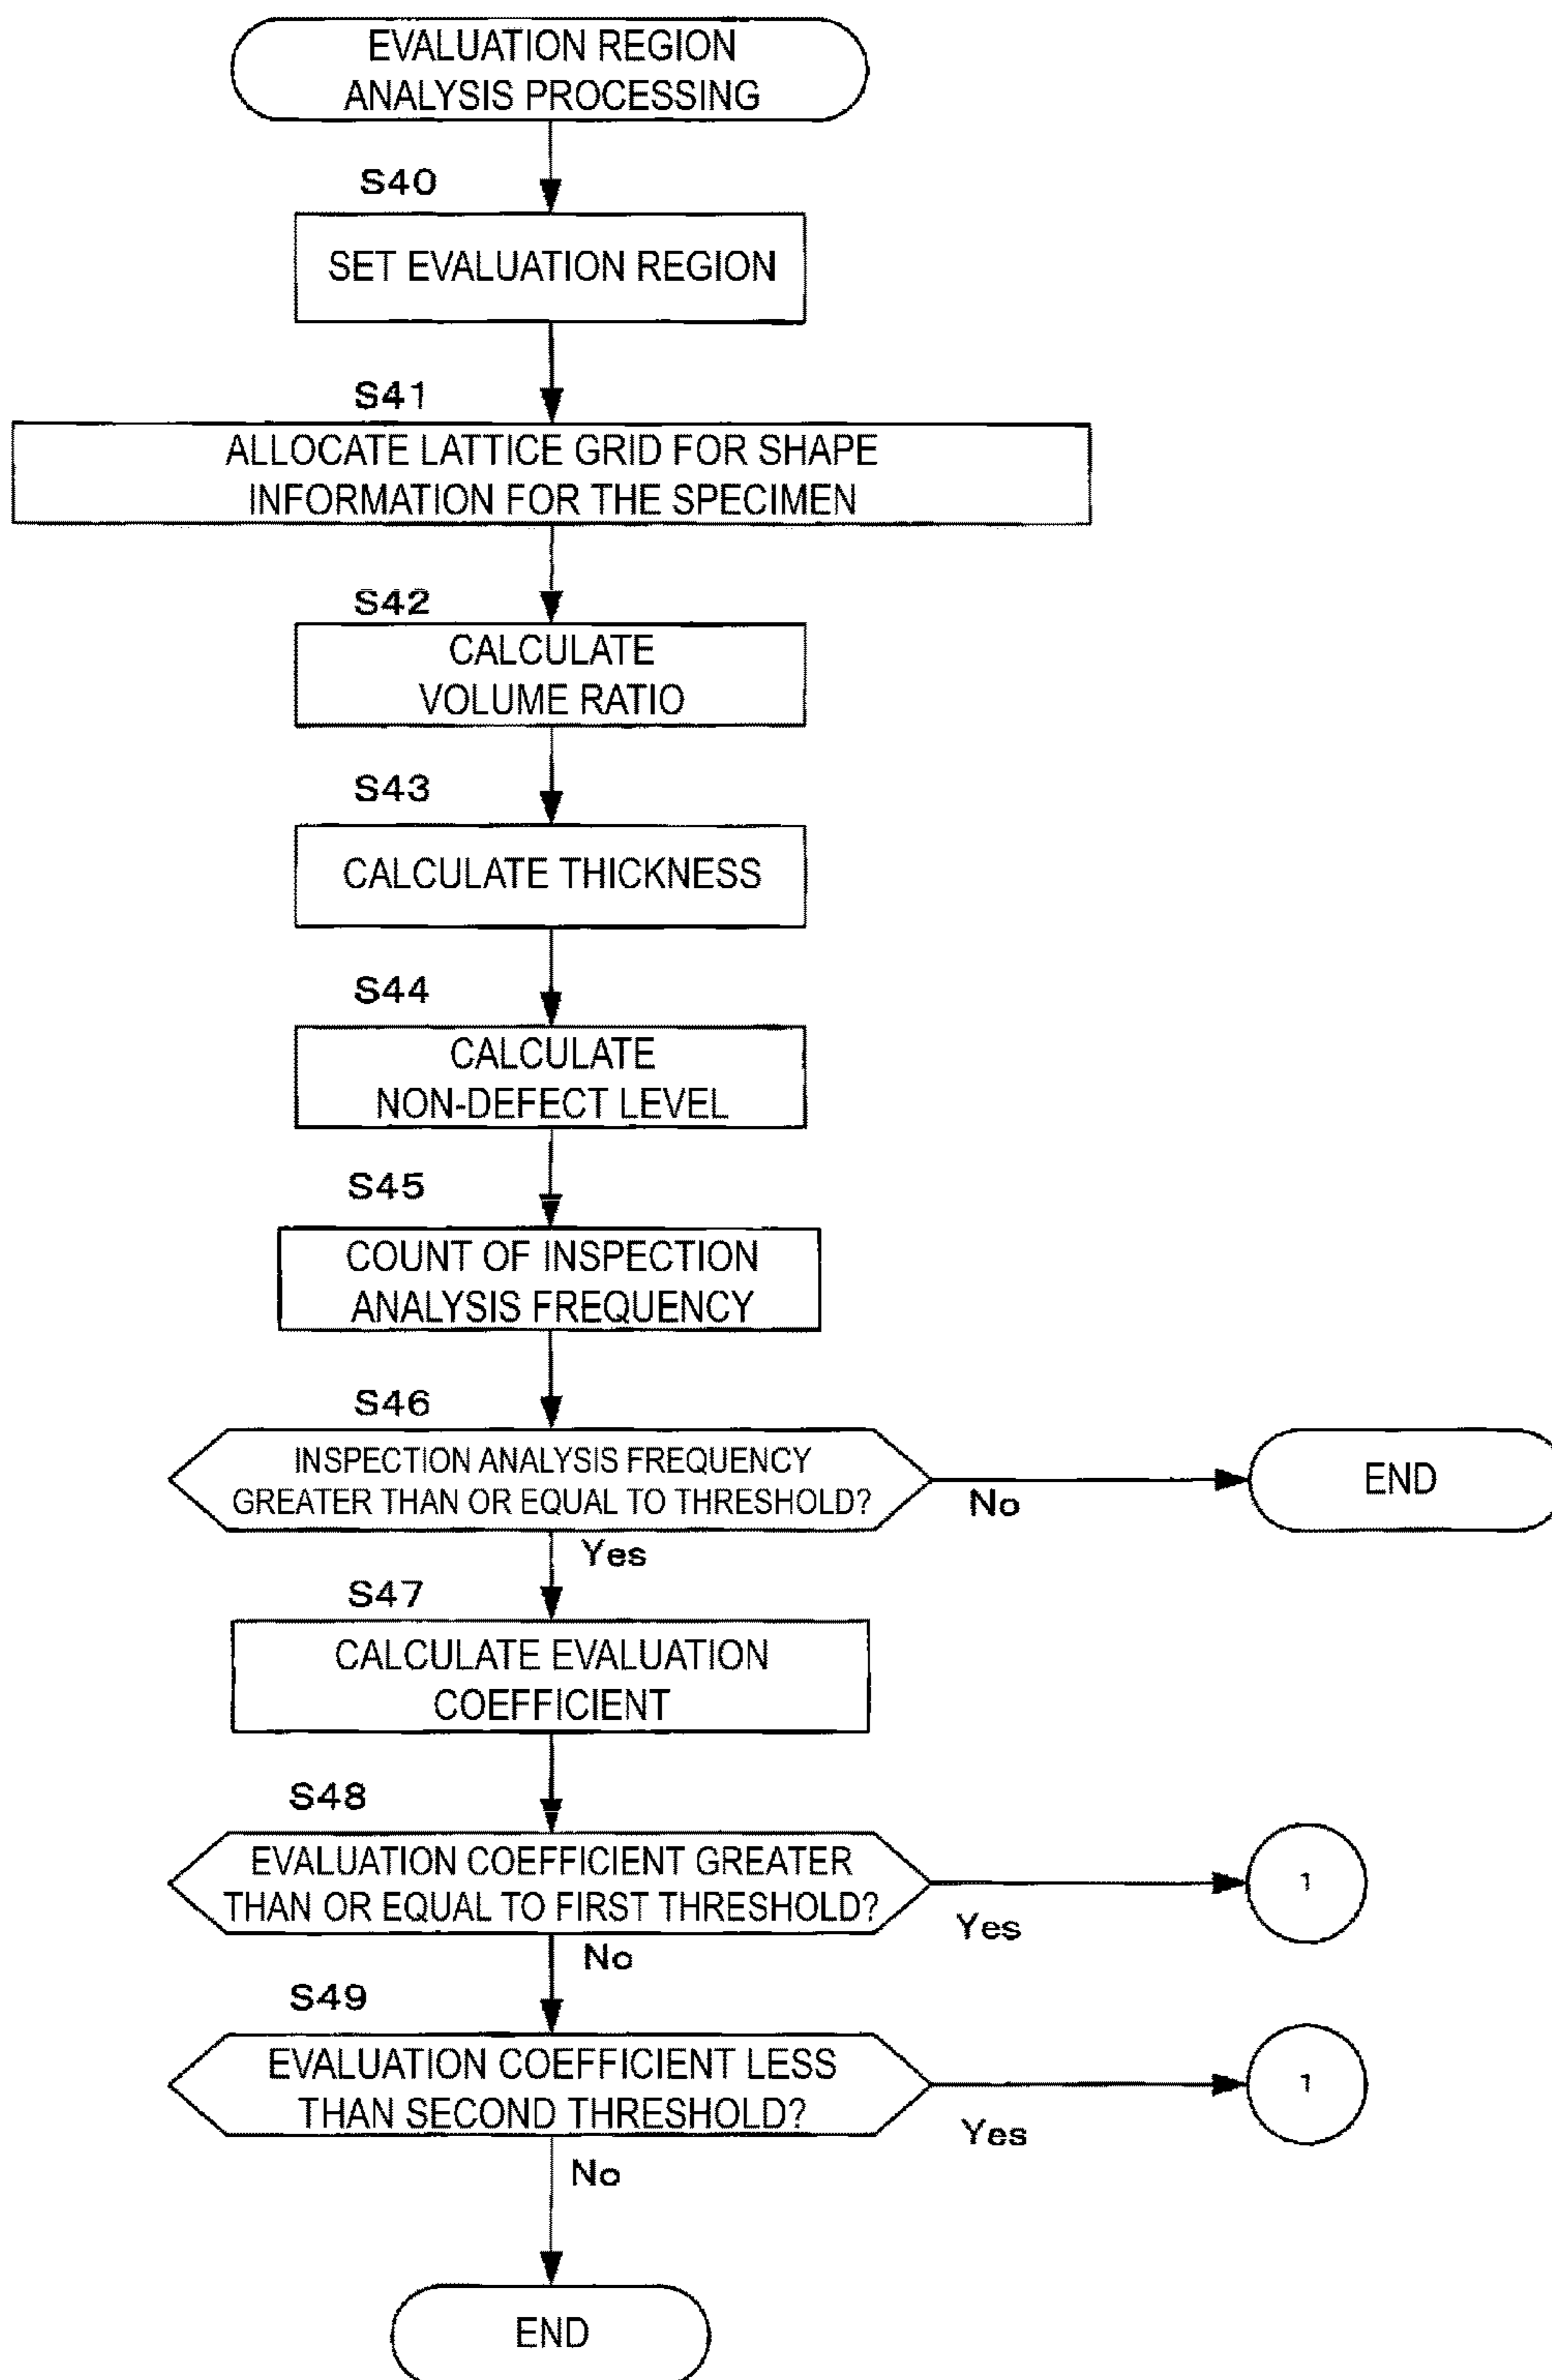 EVALUATION REGION
ANALYSIS PROCESSING
S40
SET EVALUATION REGION
S41
ALLOCATE LATTICE GRID FOR SHAPE
INFORMATION FOR THE SPECIMEN
S42
CALCULATE
VOLUME RATIO
S43
CALCULATE THICKNESS
S44
CALCULATE
NON-DEFECT LEVEL
S45
COUNT OF INSPECTION
ANALYSIS FREQUENCY
S46
INSPECTION ANALYSIS FREQUENCY
GREATER THAN OR EQUAL TO THRESHOLD?
No
END
Yes
S47
CALCULATE EVALUATION
COEFFICIENT
S48
EVALUATION COEFFICIENT GREATER
THAN OR EQUAL TO FIRST THRESHOLD?
Yes
1
No
S49
EVALUATION COEFFICIENT LESS
THAN SECOND THRESHOLD?
Yes
1
No
END